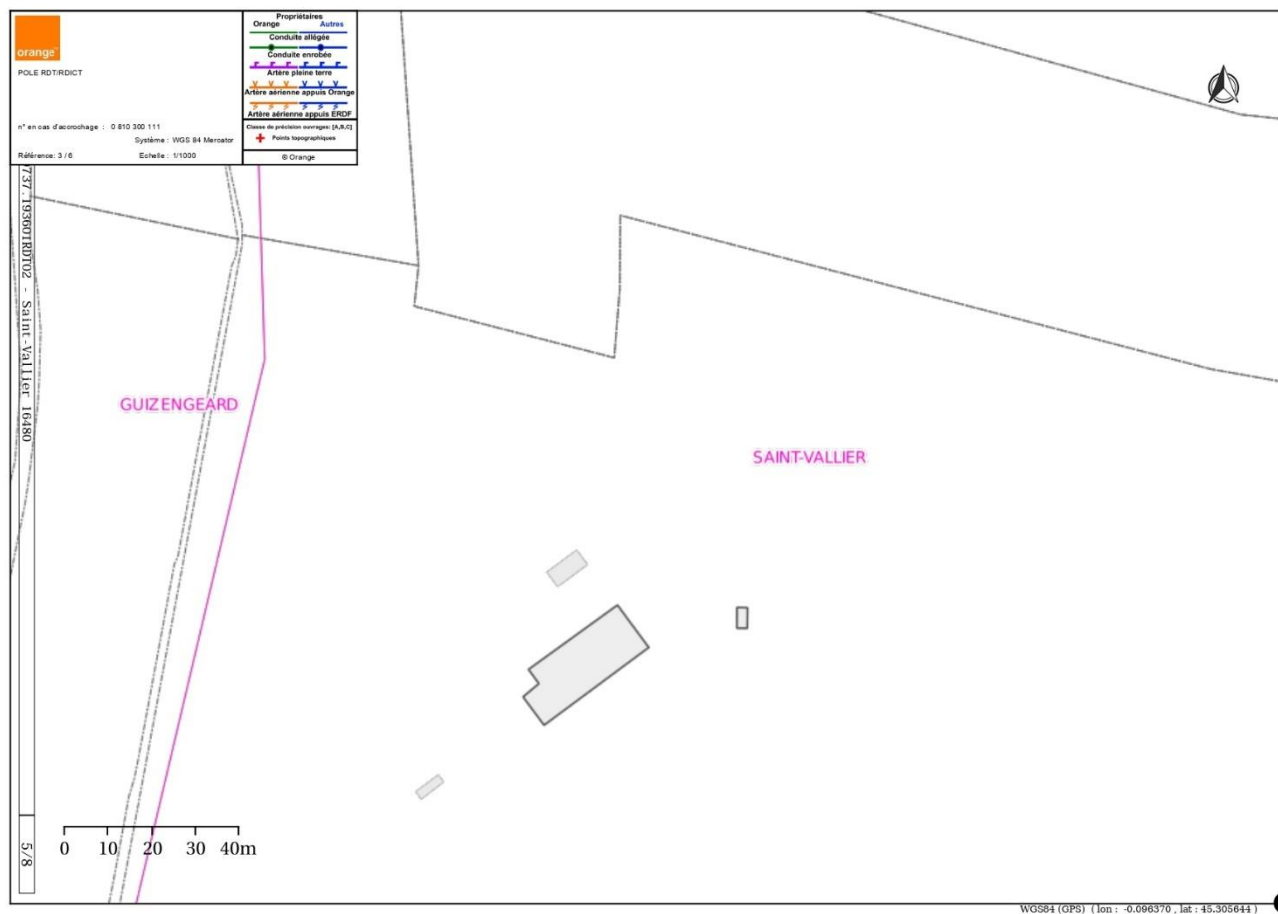 orange™
POLE RDT/RDICT
n° en cas d'accrochage : 0 810 300 111
Système : WGS 84 Mercator
Référence: 3 / 6 Echelle : 1/1000
Propriétaires
Orange Autres
Conduite allégée
Conduite enrobée
Artère pleine terre
Artère aérienne appuis Orange
Artère aérienne appuis ERDF
Classe de précision ouvrages: [A,B,C]
Points topographiques
© Orange
737.193601RDT02 - Saint-Vallier 16480
GUIZENGEARD
SAINT-VALLIER
5/8
0 10 20 30 40m
WGS84 (GPS) ( lon : -0.096370 , lat : 45.305644 )